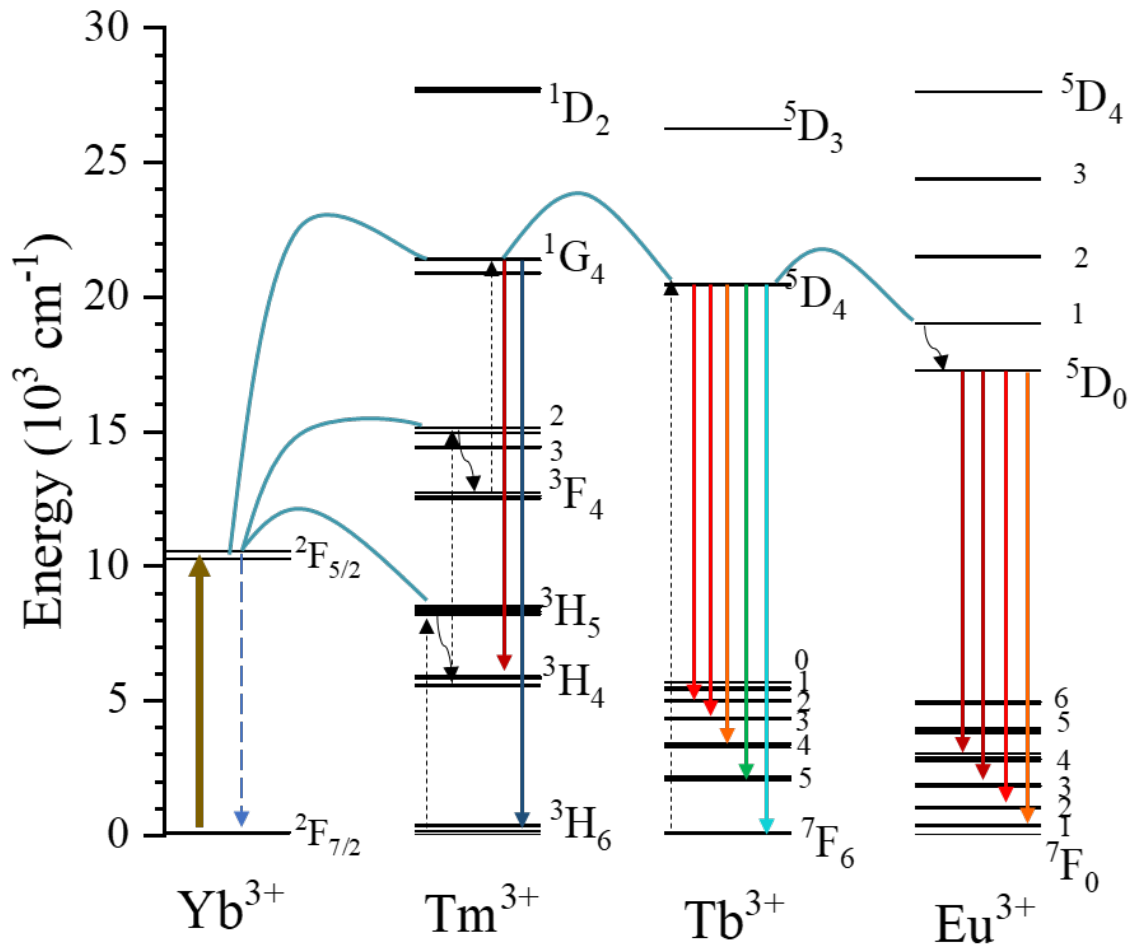 Energy (10³ cm⁻¹)
30
25
20
15
10
5
0
²F₅/₂
²F₇/₂
Yb³⁺
¹D₂
¹G₄
2
3
³F₄
³H₅
³H₄
³H₆
Tm³⁺
⁵D₃
⁵D₄
0
1
2
3
4
5
⁷F₆
Tb³⁺
⁵D₄
3
2
1
⁵D₀
6
5
4
3
2
1
⁷F₀
Eu³⁺